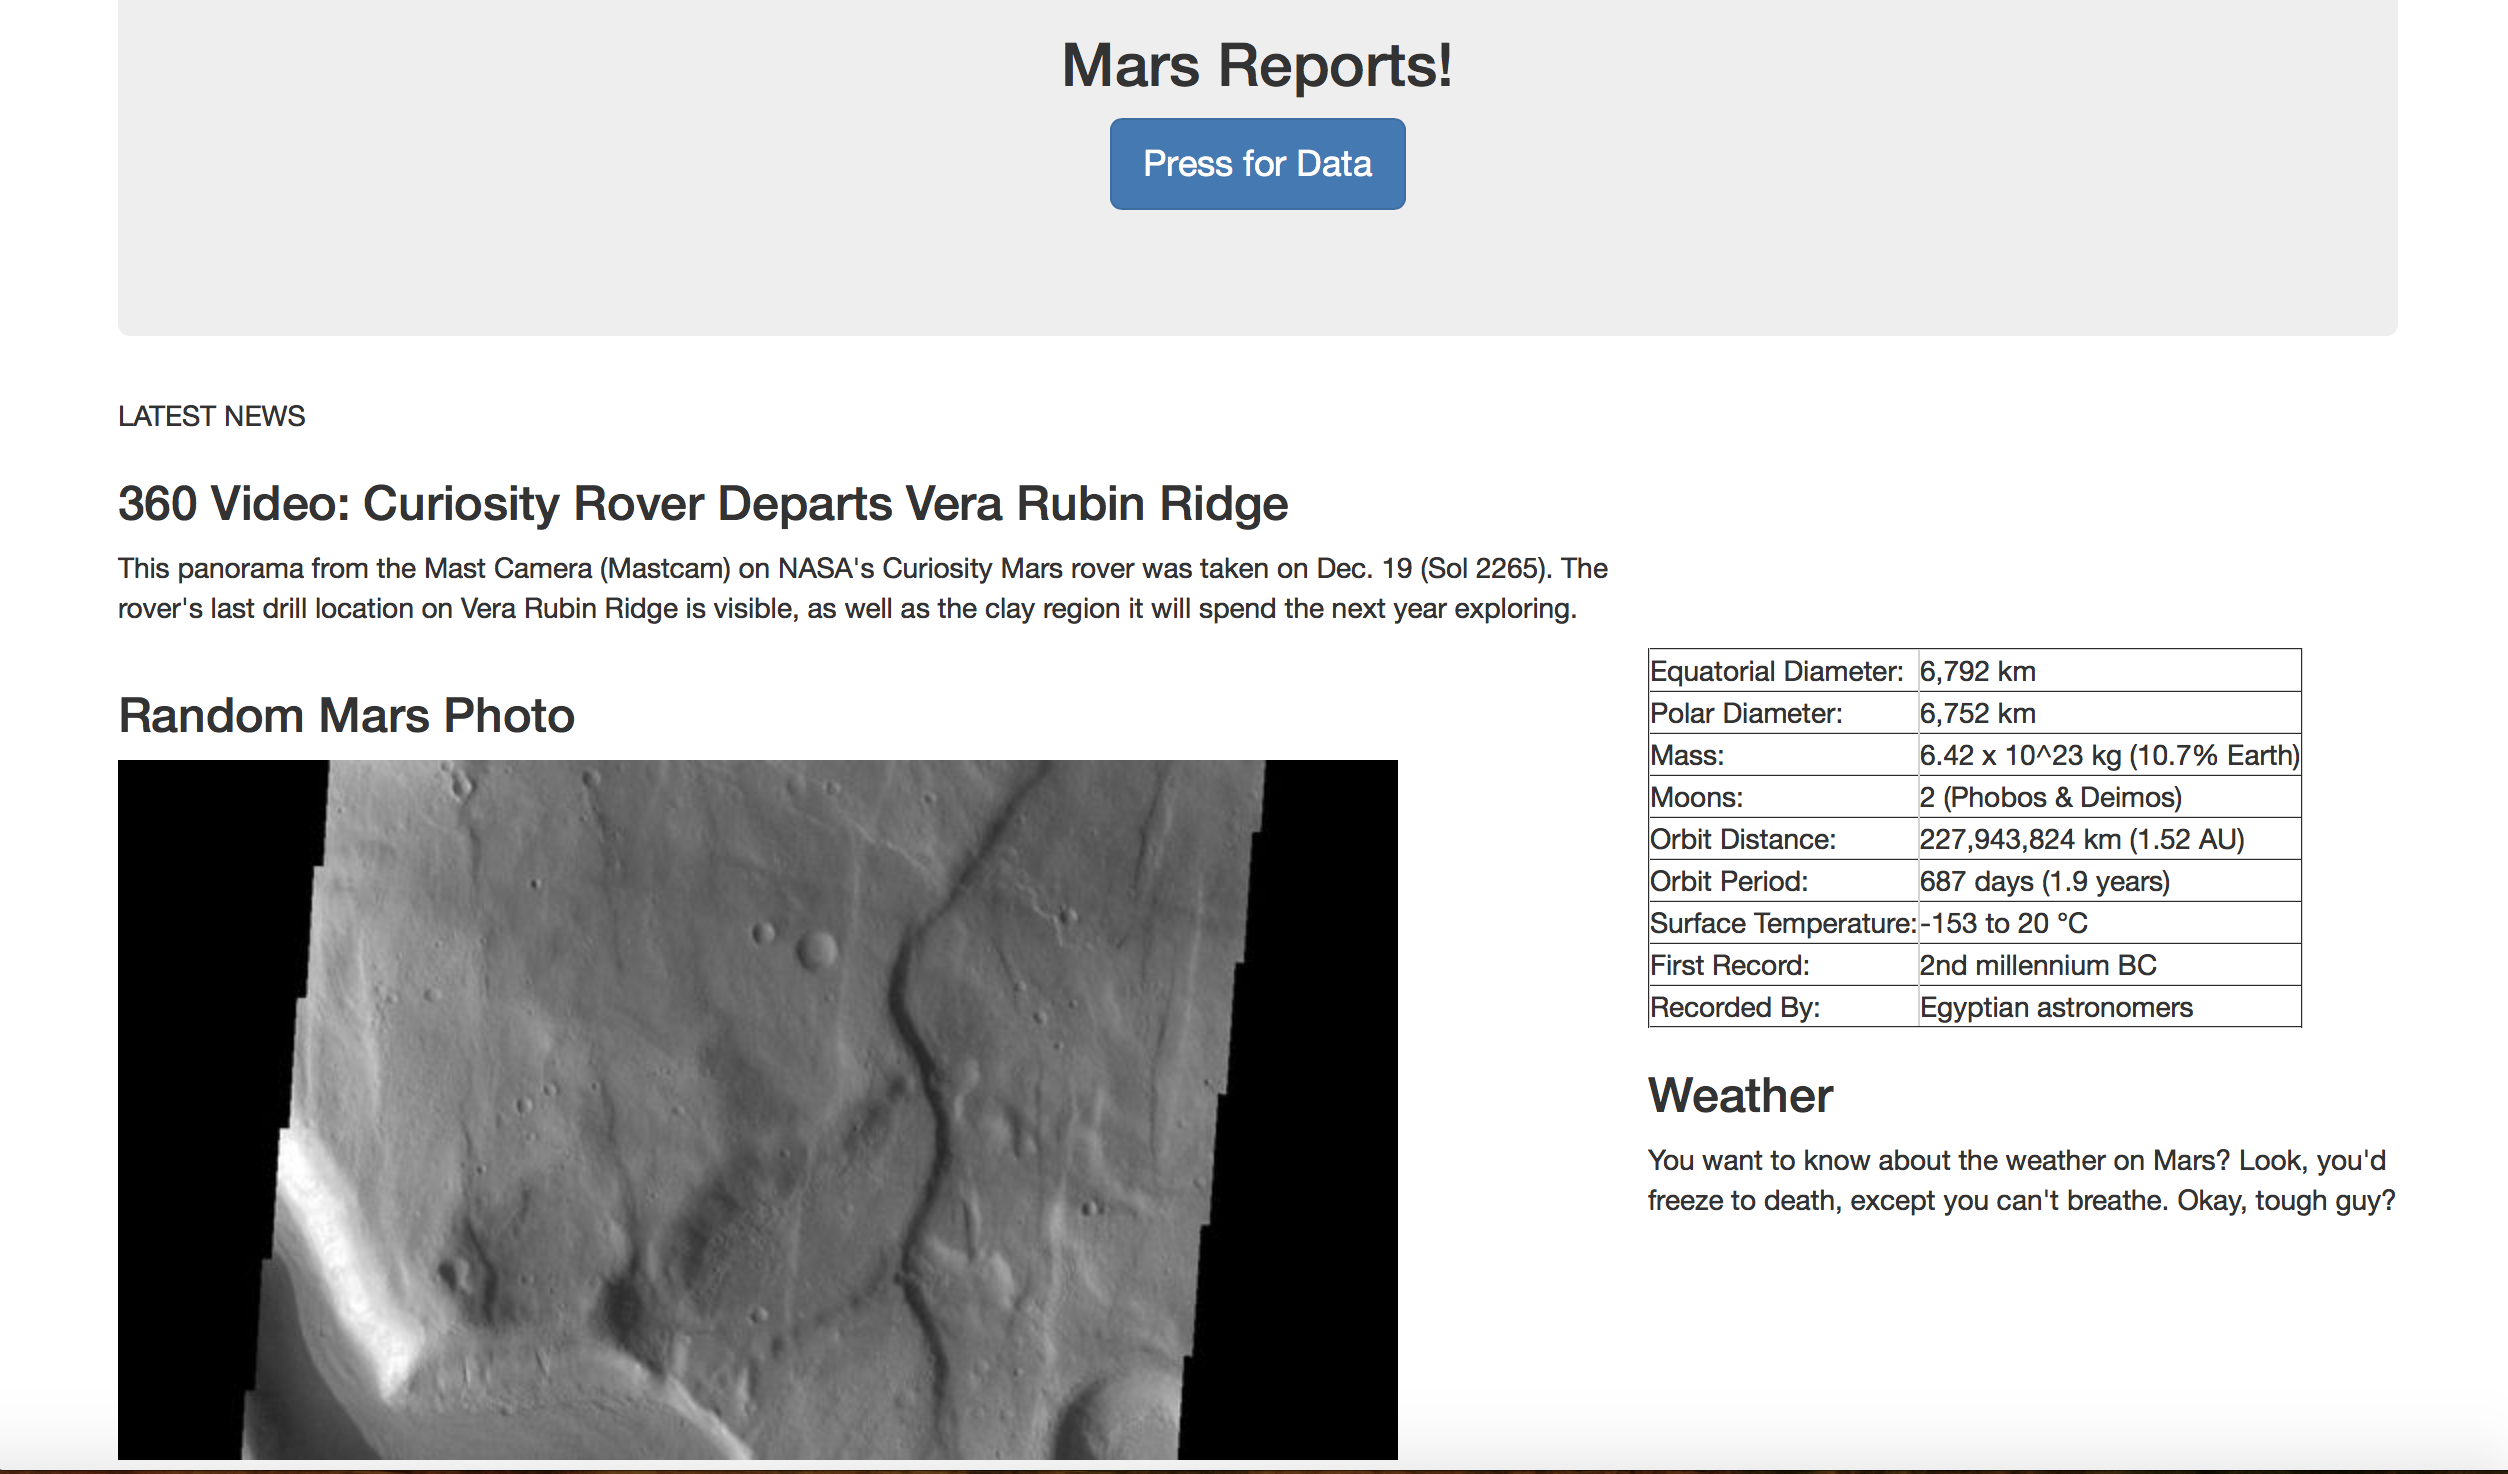 Mars Reports!
Press for Data
LATEST NEWS
360 Video: Curiosity Rover Departs Vera Rubin Ridge
This panorama from the Mast Camera (Mastcam) on NASA's Curiosity Mars rover was taken on Dec. 19 (Sol 2265). The
rover's last drill location on Vera Rubin Ridge is visible, as well as the clay region it will spend the next year exploring.
Random Mars Photo
Equatorial Diameter: 6,792 km
Polar Diameter: 6,752 km
Mass: 6.42 x 10^23 kg (10.7% Earth)
Moons: 2 (Phobos & Deimos)
Orbit Distance: 227,943,824 km (1.52 AU)
Orbit Period: 687 days (1.9 years)
Surface Temperature: -153 to 20 °C
First Record: 2nd millennium BC
Recorded By: Egyptian astronomers
Weather
You want to know about the weather on Mars? Look, you'd
freeze to death, except you can't breathe. Okay, tough guy?